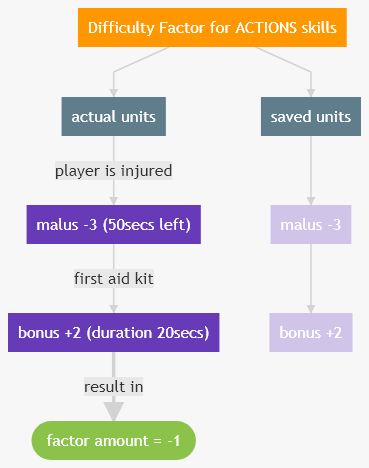 Difficulty Factor for ACTIONS skills
actual units
saved units
player is injured
malus -3 (50secs left)
malus -3
first aid kit
bonus +2 (duration 20secs)
bonus +2
result in
factor amount = -1